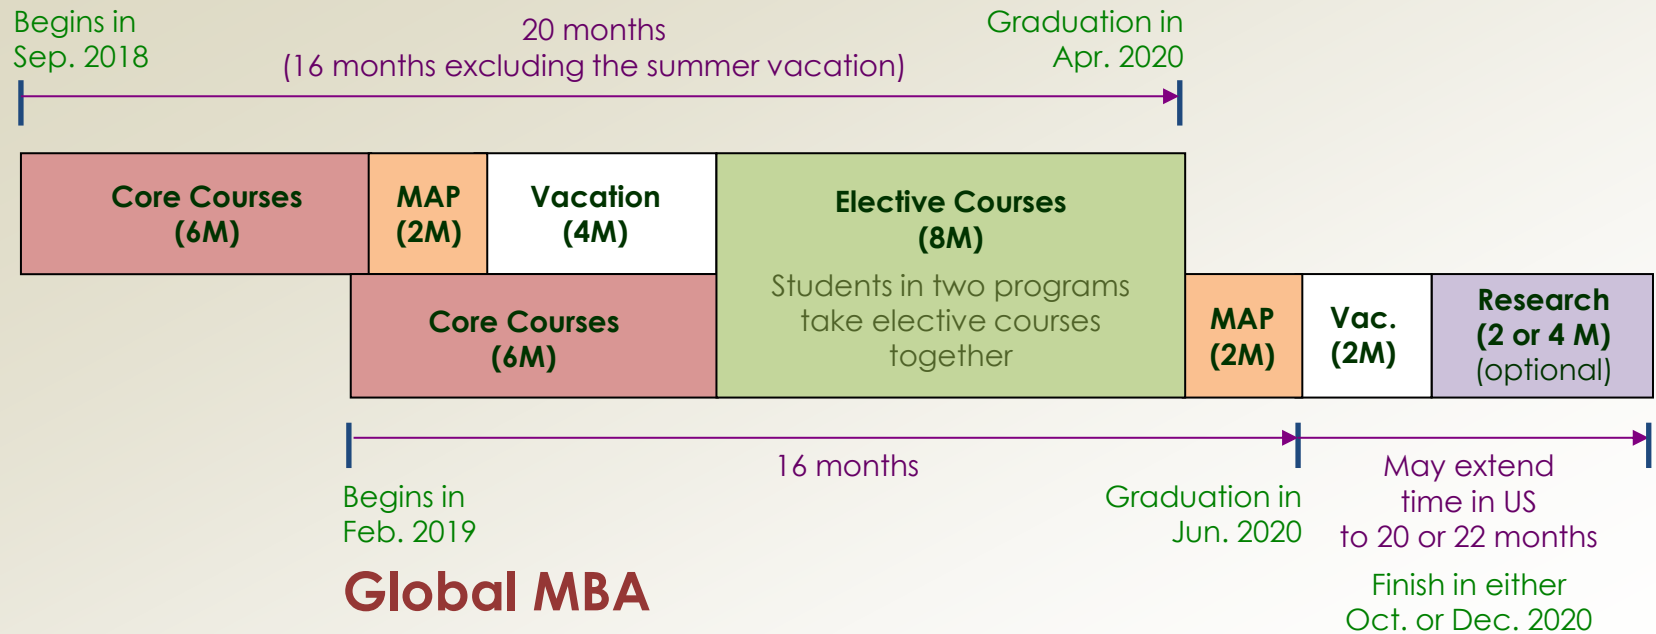 Begins in
Sep. 2018
20 months
(16 months excluding the summer vacation)
Graduation in
Apr. 2020
Core Courses
(6M)
MAP
(2M)
Vacation
(4M)
Elective Courses
(8M)
Students in two programs
take elective courses
together
Core Courses
(6M)
MAP
(2M)
Vac.
(2M)
Research
(2 or 4 M)
(optional)
16 months
Begins in
Feb. 2019
Graduation in
Jun. 2020
May extend
time in US
to 20 or 22 months
Finish in either
Oct. or Dec. 2020
Global MBA